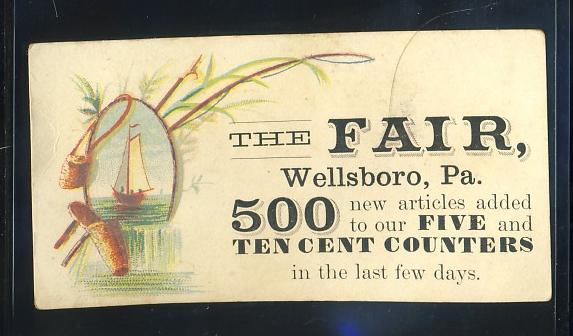 THE FAIR,
Wellsboro, Pa.
500 new articles added
to our FIVE and
TEN CENT COUNTERS
in the last few days.